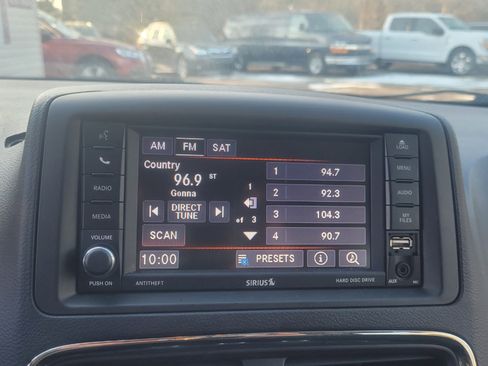 AM FM SAT
Country
96.9 ST
Gonna
DIRECT
TUNE
SCAN
10:00
1
of 3
1 94.7
2 92.3
3 104.3
4 90.7
PRESETS
RADIO
MEDIA
VOLUME
PUSH ON
ANTITHEFT
SIRIUS
HARD DISC DRIVE
LOAD
MENU
AUDIO
MY
FILES
AUX